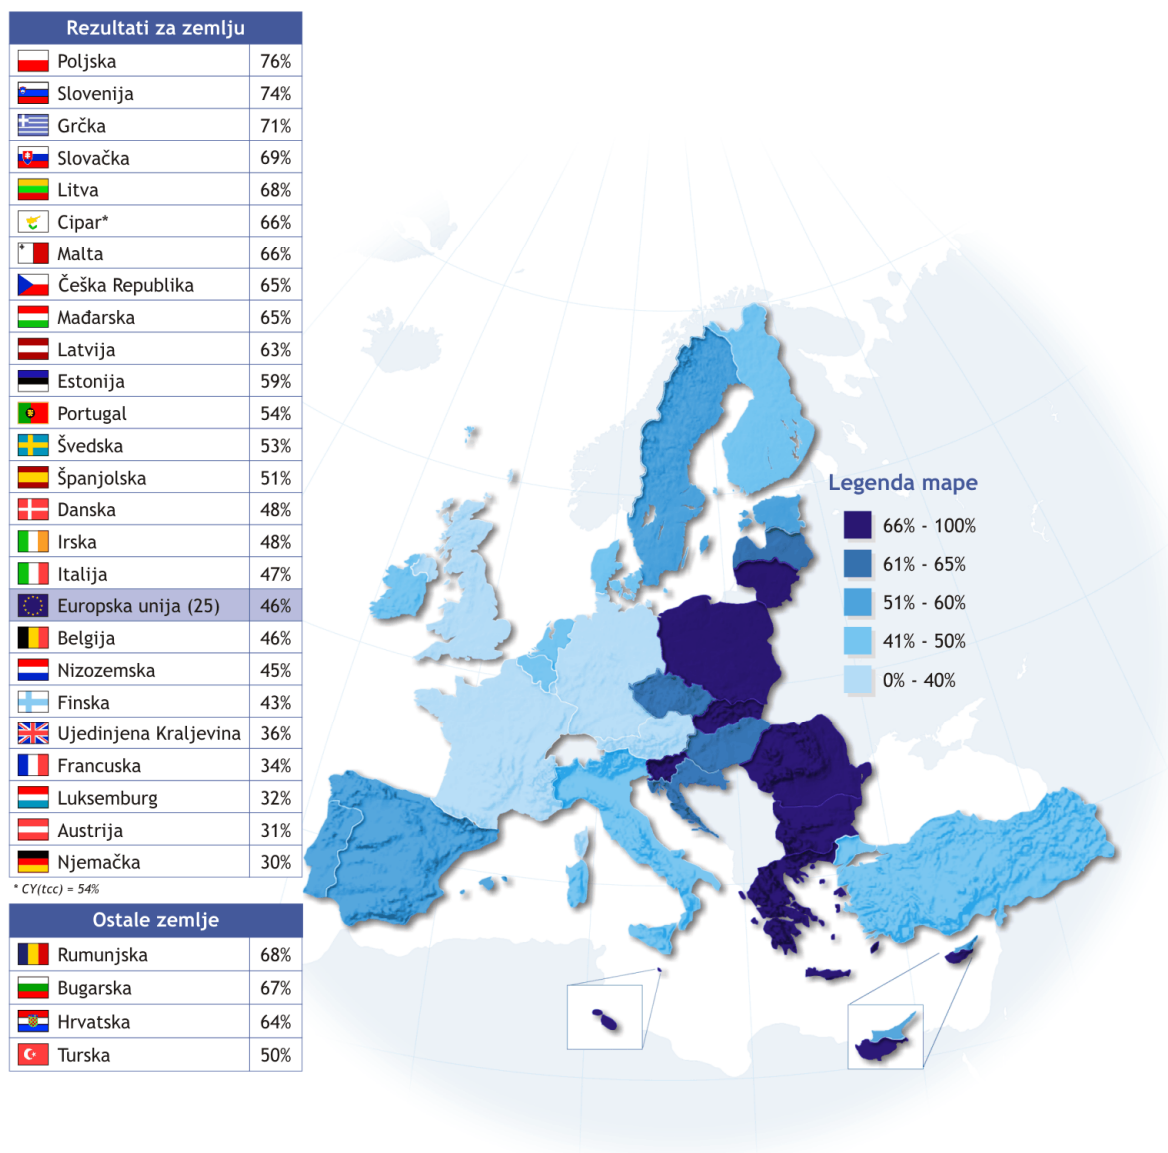 Rezultati za zemlju
Poljska 76%
Slovenija 74%
Grčka 71%
Slovačka 69%
Litva 68%
Cipar* 66%
Malta 66%
Češka Republika 65%
Mađarska 65%
Latvija 63%
Estonija 59%
Portugal 54%
Švedska 53%
Španjolska 51%
Danska 48%
Irska 48%
Italija 47%
Europska unija (25) 46%
Belgija 46%
Nizozemska 45%
Finska 43%
Ujedinjena Kraljevina 36%
Francuska 34%
Luksemburg 32%
Austrija 31%
Njemačka 30%
* CY(tcc) = 54%
Ostale zemlje
Rumunjska 68%
Bugarska 67%
Hrvatska 64%
Turska 50%
Legenda mape
66% - 100%
61% - 65%
51% - 60%
41% - 50%
0% - 40%